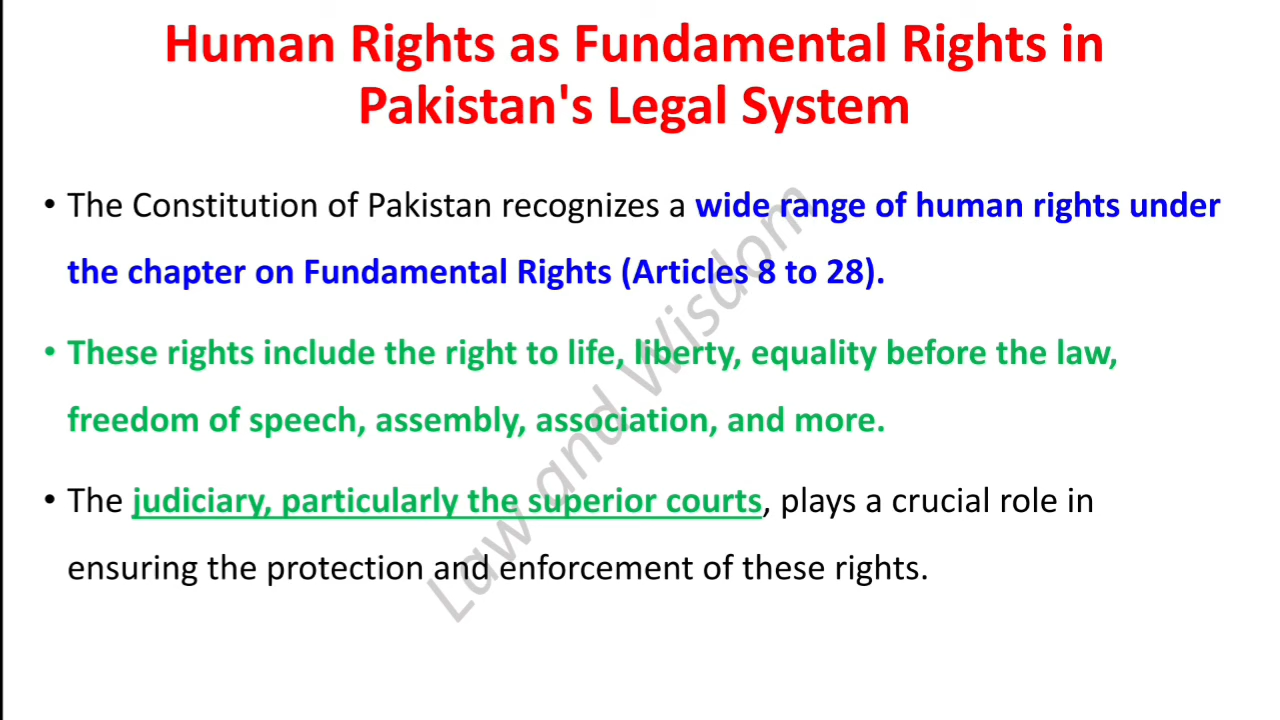 Human Rights as Fundamental Rights in
Pakistan's Legal System
• The Constitution of Pakistan recognizes a wide range of human rights under
the chapter on Fundamental Rights (Articles 8 to 28).
• These rights include the right to life, liberty, equality before the law,
freedom of speech, assembly, association, and more.
• The judiciary, particularly the superior courts, plays a crucial role in
ensuring the protection and enforcement of these rights.
Law and Wisdom